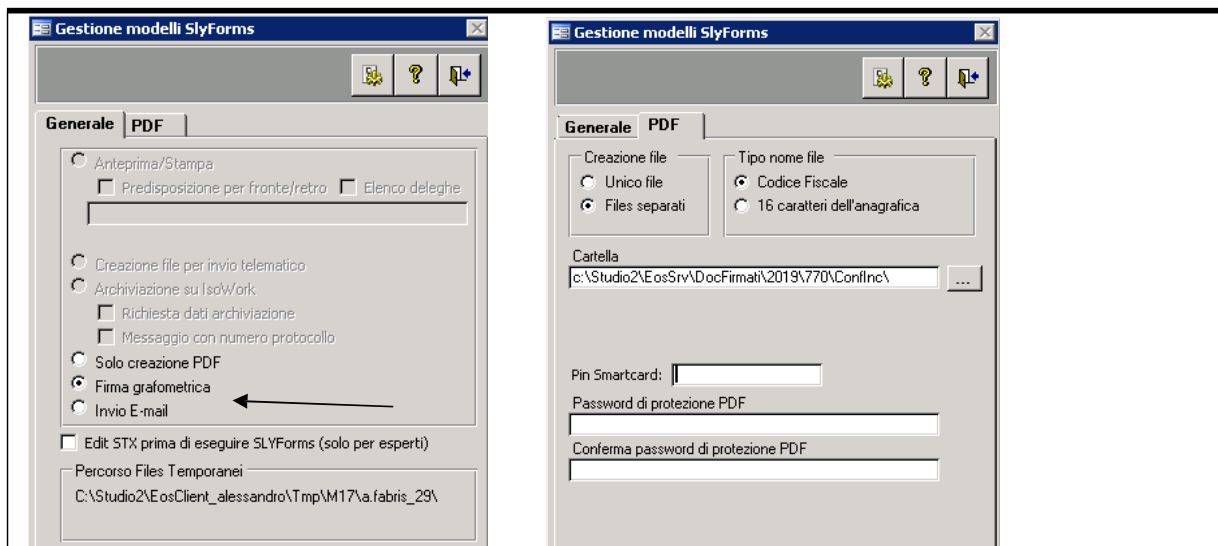 Gestione modelli SlyForms
Generale PDF
Anteprima/Stampa
Predisposizione per fronte/retro Elenco deleghe
Creazione file per invio telematico
Archiviazione su IsoWork
Richiesta dati archiviazione
Messaggio con numero protocollo
Solo creazione PDF
Firma grafometrica
Invio E-mail
Edit STX prima di eseguire SLYForms (solo per esperti)
Percorso Files Temporanei
C:\Studio2\EosClient_alessandro\Tmp\M17\a.fabris_29\
Gestione modelli SlyForms
Generale PDF
Creazione file
Unico file
Files separati
Tipo nome file
Codice Fiscale
16 caratteri dell'anagrafica
Cartella
c:\Studio2\EosSrv\DocFirmati\2019\770\ConfInc\
...
Pin Smartcard:
Password di protezione PDF
Conferma password di protezione PDF